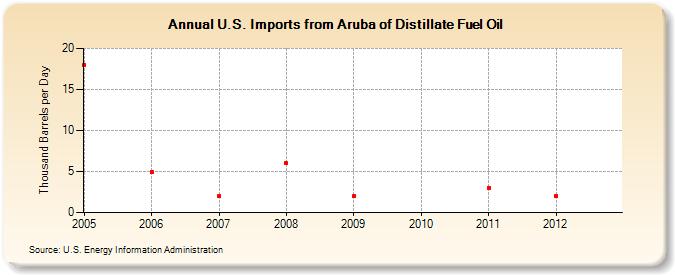 Annual U.S. Imports from Aruba of Distillate Fuel Oil
Thousand Barrels per Day
20
15
10
5
0
2005 2006 2007 2008 2009 2010 2011 2012
Source: U.S. Energy Information Administration